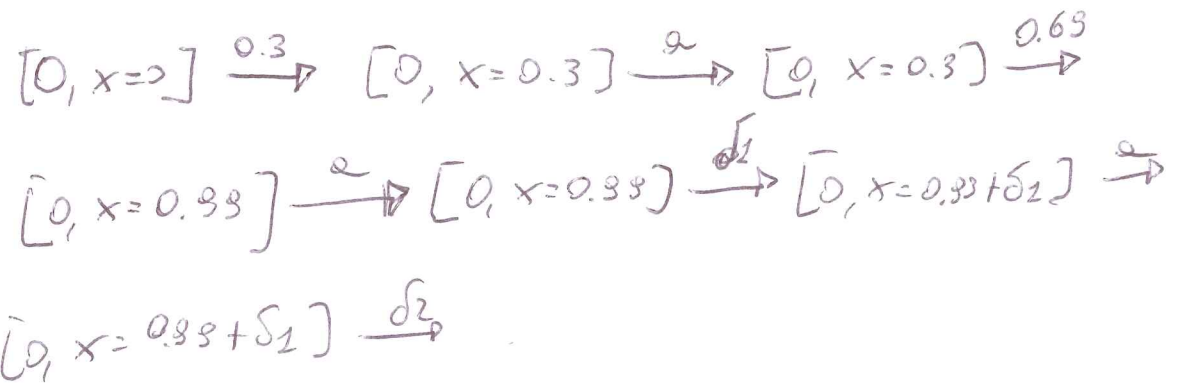 [0, x=0] 0.3→ [0, x=0.3] a→ [0, x=0.3] 0.69→
[0, x=0.99] a→ [0, x=0.99] δ1→ [0, x=0.99+δ1] a→
[0, x=0.99+δ1] δ2→